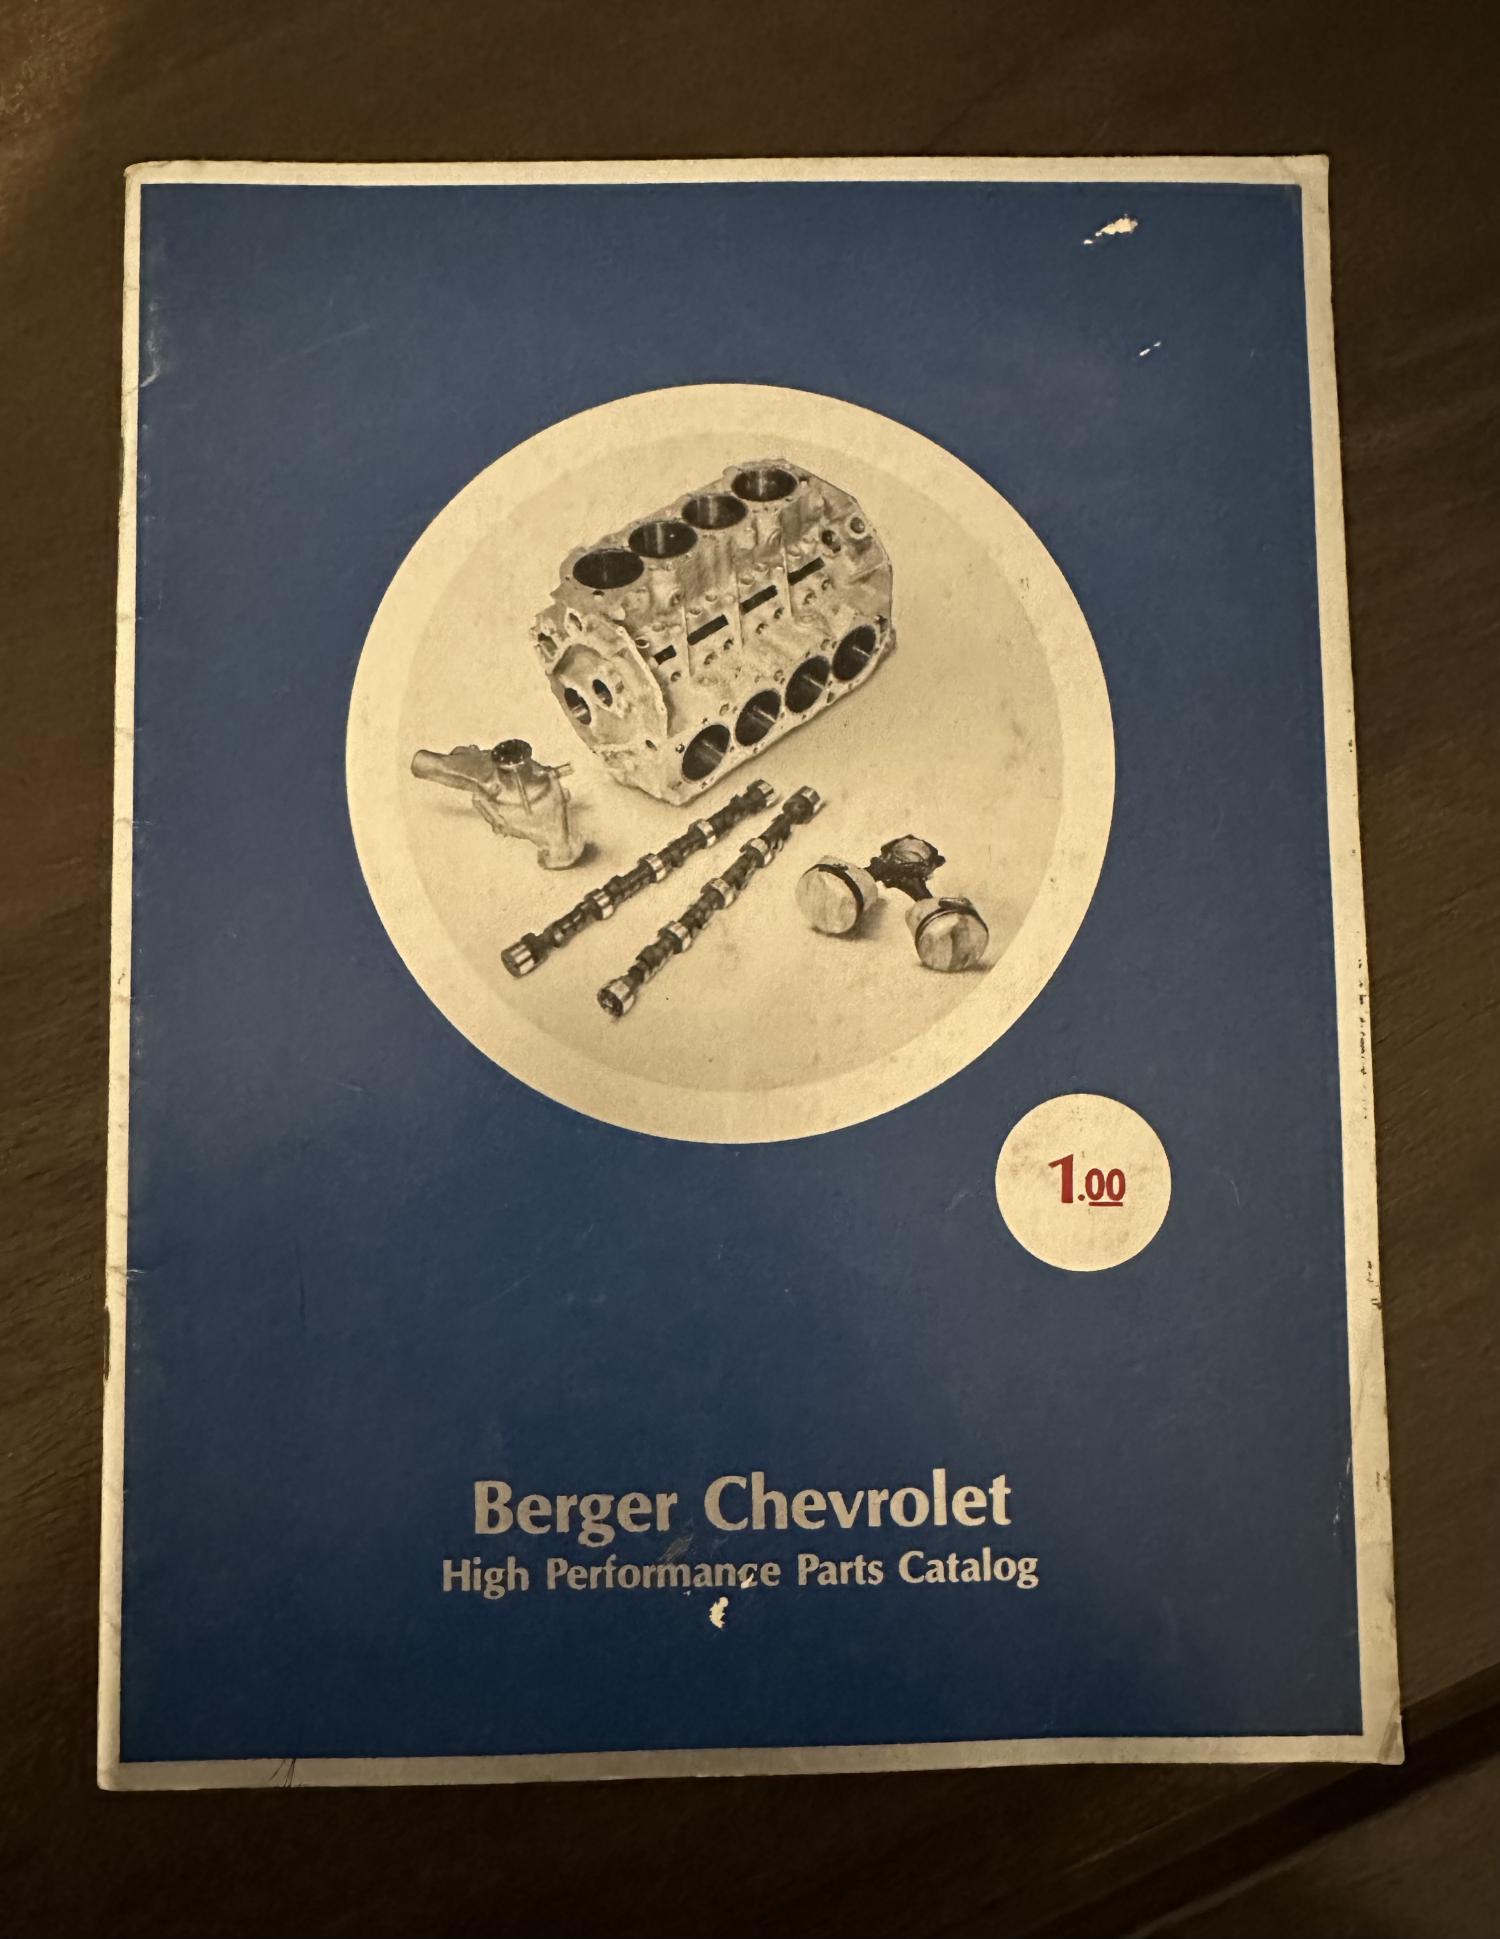 1.00
Berger Chevrolet
High Performance Parts Catalog